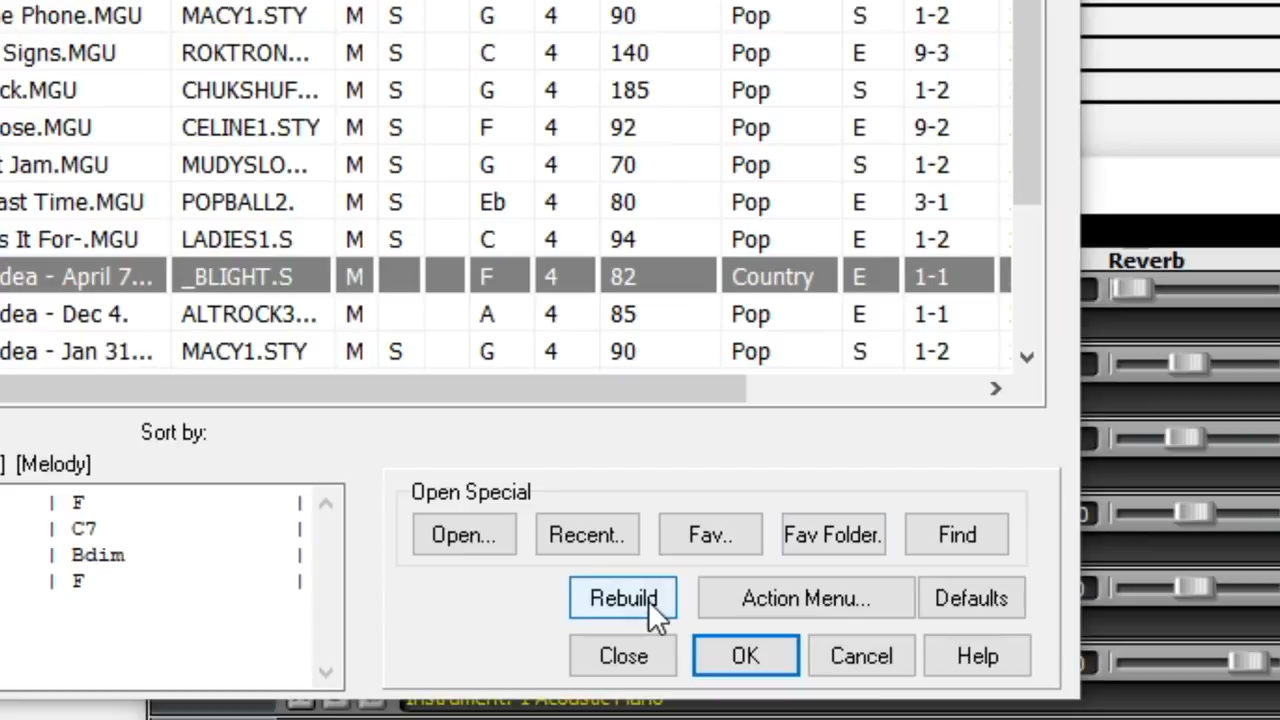 e Phone.MGU MACY1.STY M S G 4 90 Pop S 1-2
Signs.MGU ROKTRON... M S C 4 140 Pop E 9-3
ck.MGU CHUKSHUF... M S G 4 185 Pop E 1-2
ose.MGU CELINE1.STY M S F 4 92 Pop E 9-2
t Jam.MGU MUDYSLO... M S G 4 70 Pop S 1-2
ast Time.MGU POPBALL2. M S Eb 4 80 Pop E 3-1
s It For-.MGU LADIES1.S M S C 4 94 Pop E 1-2
dea - April 7... _BLIGHT.S M F 4 82 Country E 1-1
dea - Dec 4. ALTROCK3... M A 4 85 Pop E 1-1
dea - Jan 31... MACY1.STY M S G 4 90 Pop S 1-2
Reverb
Sort by:
] [Melody]
| F |
| C7 |
| Bdim |
| F |
Open Special
Open... Recent.. Fav.. Fav Folder. Find
Rebuild Action Menu... Defaults
Close OK Cancel Help
Instrument: 1 Acoustic Piano